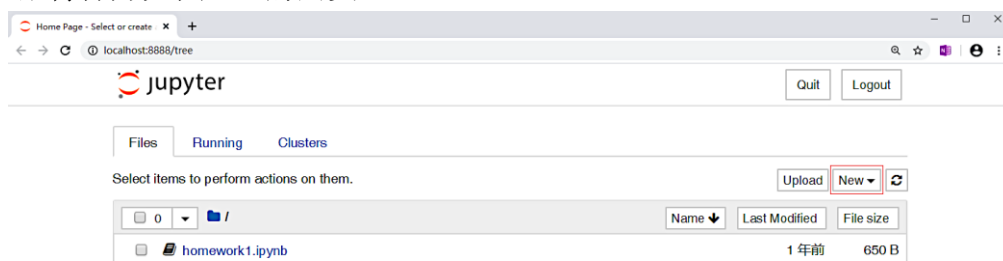 Home Page - Select or create
localhost:8888/tree
jupyter
Quit Logout
Files Running Clusters
Select items to perform actions on them.
Upload New
0 / Name Last Modified File size
homework1.ipynb 1 年前 650 B